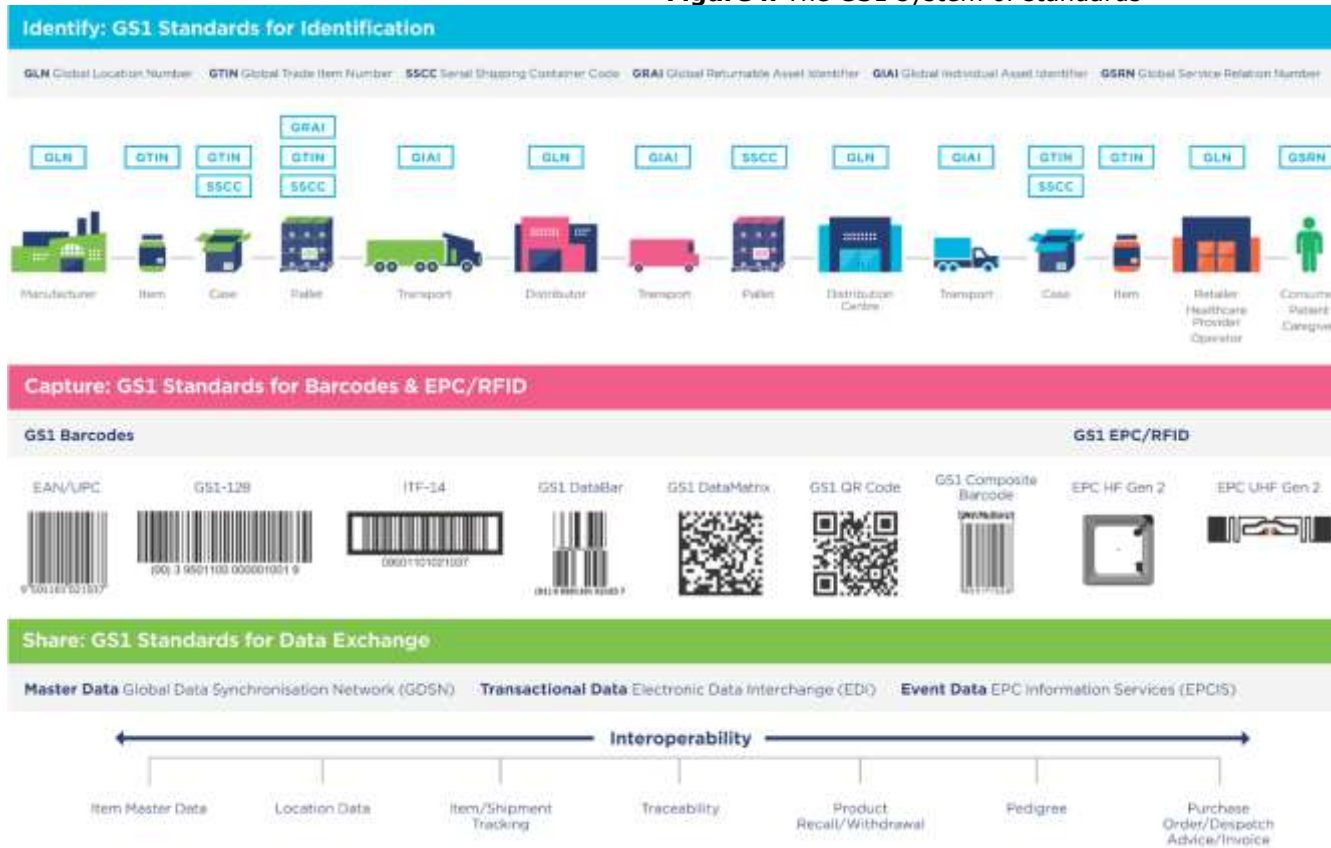 Identify: GS1 Standards for Identification
GLN Global Location Number GTIN Global Trade Item Number SSCC Serial Shipping Container Code GRAI Global Returnable Asset Identifier GIAI Global Individual Asset Identifier GSRN Global Service Relation Number
GRAI
GLN GTIN GTIN GTIN GIAI GLN GIAI SSCC GLN GIAI GTIN GTIN GLN GSRN
SSCC SSCC SSCC
Manufacturer Item Case Pallet Transport Distributor Transport Pallet Distribution Transport Case Item Retailer
Centre Healthcare Patient
Provider
Operator
Capture: GS1 Standards for Barcodes & EPC/RFID
GS1 Barcodes GS1 EPC/RFID
EAN/UPC GS1-128 ITF-14 GS1 DataBar GS1 DataMatrix GS1 QR Code GS1 Composite EPC HF Gen 2 EPC UHF Gen 2
Barcode
(00) 3 9501100 000001001 9
Share: GS1 Standards for Data Exchange
Master Data Global Data Synchronisation Network (GDSN) Transactional Data Electronic Data Interchange (EDI) Event Data EPC Information Services (EPCIS)
Interoperability
Item Master Data Location Data Item/Shipment Traceability Product Pedigree Purchase
Tracking Recall/Withdrawal Order/Despatch
Advice/Invoice